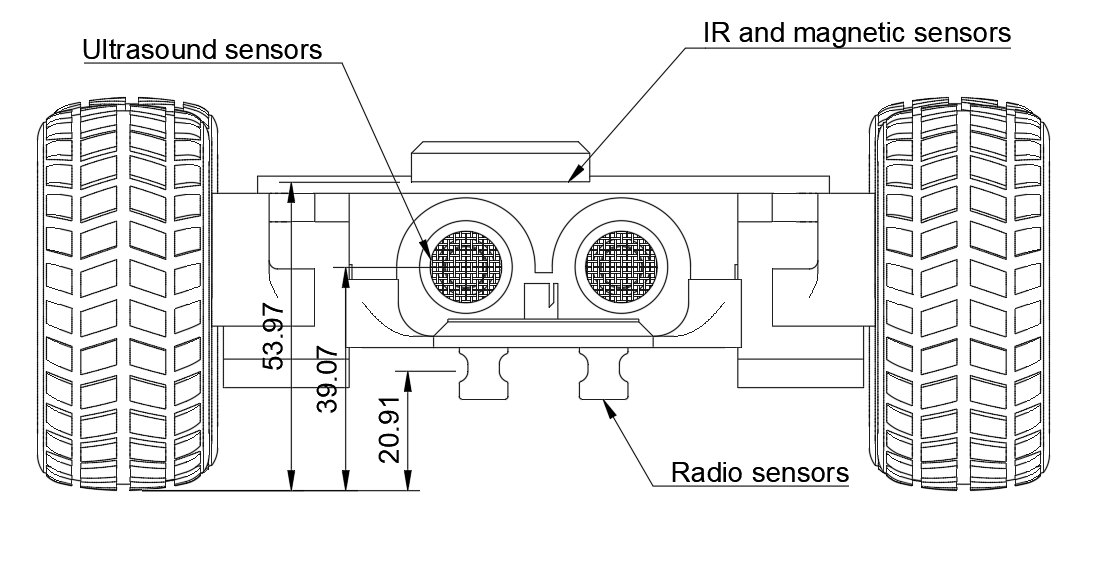 IR and magnetic sensors
Ultrasound sensors
53.97
39.07
20.91
Radio sensors